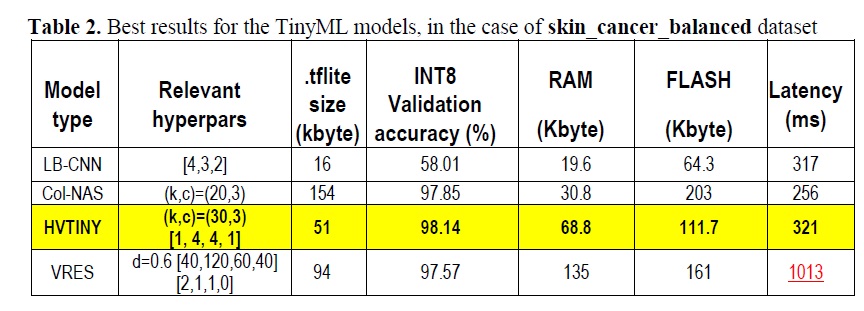 Table 2. Best results for the TinyML models, in the case of skin_cancer_balanced dataset
Model type | Relevant hyperpars | .tflite size (kbyte) | INT8 Validation accuracy (%) | RAM (Kbyte) | FLASH (Kbyte) | Latency (ms)
LB-CNN | [4,3,2] | 16 | 58.01 | 19.6 | 64.3 | 317
Col-NAS | (k,c)=(20,3) | 154 | 97.85 | 30.8 | 203 | 256
HVTINY | (k,c)=(30,3) [1, 4, 4, 1] | 51 | 98.14 | 68.8 | 111.7 | 321
VRES | d=0.6 [40,120,60,40] [2,1,1,0] | 94 | 97.57 | 135 | 161 | 1013